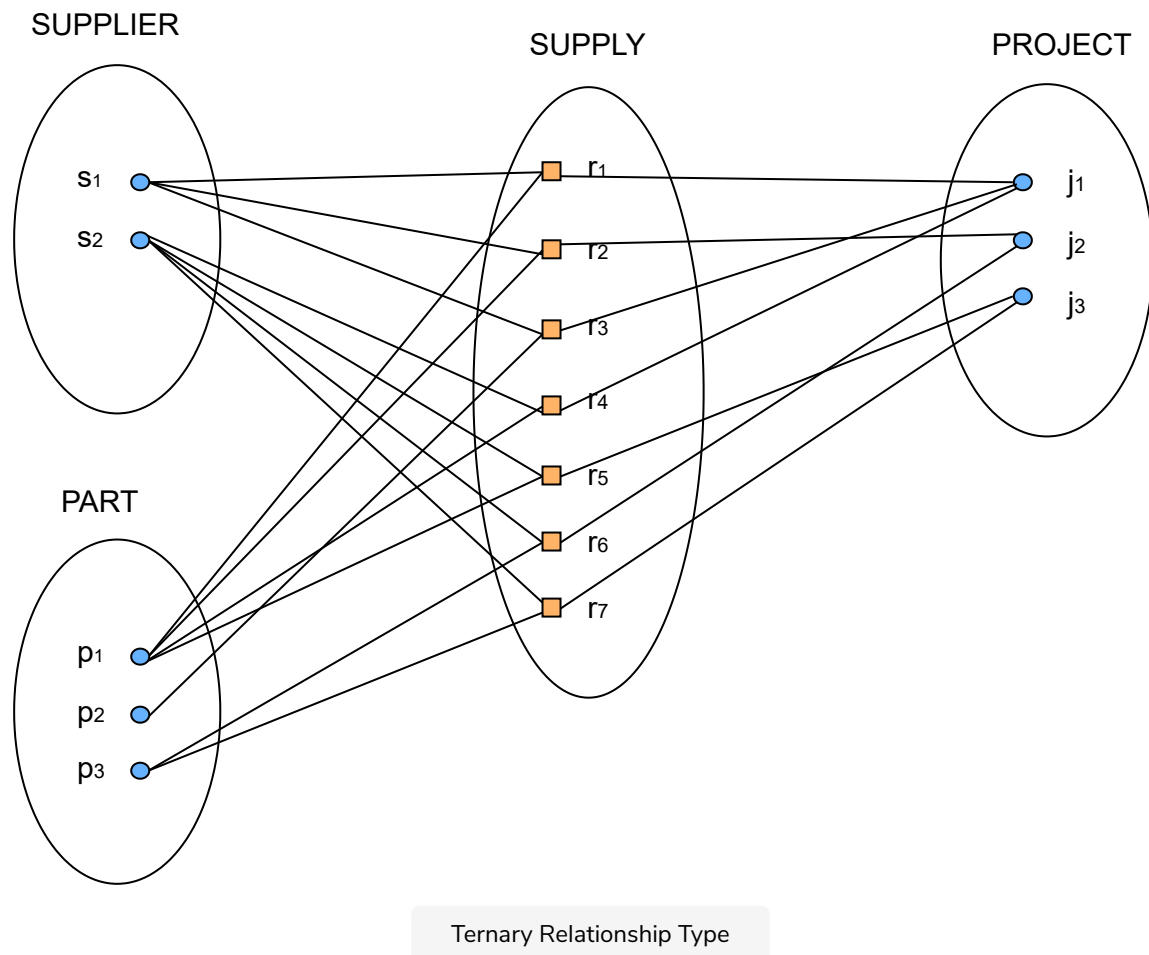 SUPPLIER
SUPPLY
PROJECT
s1
s2
r1
r2
r3
r4
r5
r6
r7
j1
j2
j3
PART
p1
p2
p3
Ternary Relationship Type